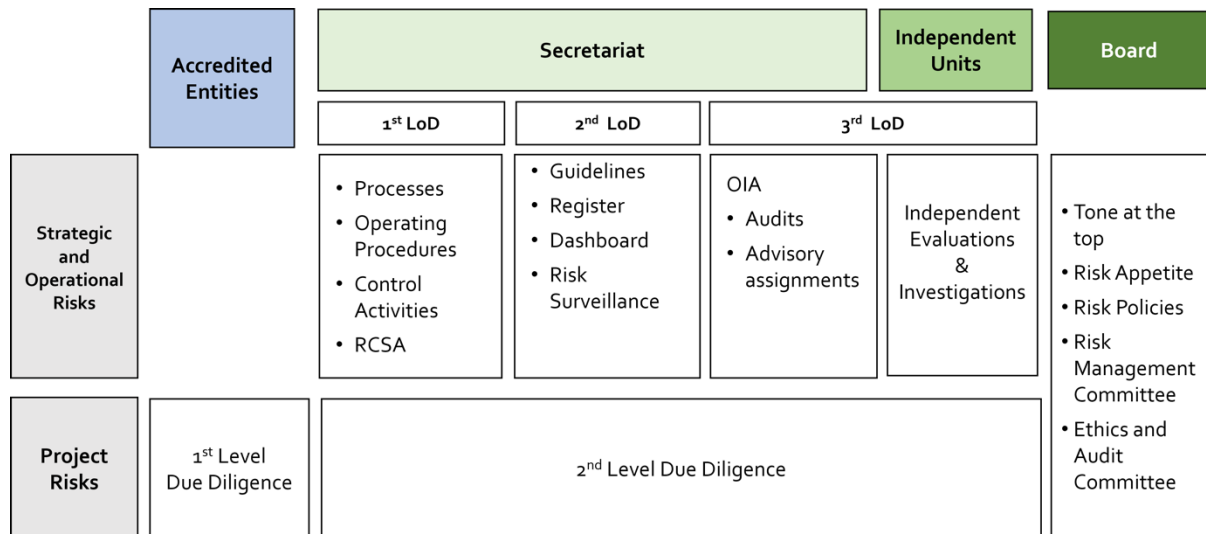 Accredited
Entities
Secretariat
Independent
Units
Board
1st LoD
2nd LoD
3rd LoD
Strategic
and
Operational
Risks
• Processes
• Operating
Procedures
• Control
Activities
• RCSA
• Guidelines
• Register
• Dashboard
• Risk
Surveillance
OIA
• Audits
• Advisory
assignments
Independent
Evaluations
&
Investigations
• Tone at the
top
• Risk Appetite
• Risk Policies
• Risk
Management
Committee
• Ethics and
Audit
Committee
Project
Risks
1st Level
Due Diligence
2nd Level Due Diligence